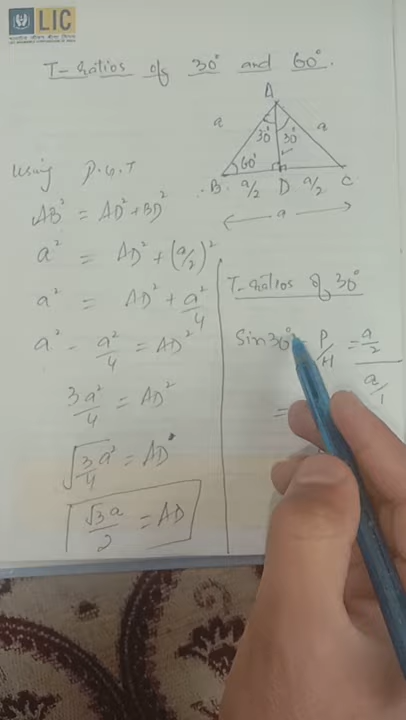 LIC
T-ratios of 30° and 60°.
A
a
30° 30°
a
60°
B a/2 D a/2 C
a
Using P.G.T
AB² = AD² + BD²
a² = AD² + (a/2)²
a² = AD² + a²/4
a² - a²/4 = AD²
3a²/4 = AD²
√3/4 a² = AD
√3a/2 = AD
T-ratios of 30°
Sin30° = P/H = a/2
a/1
=